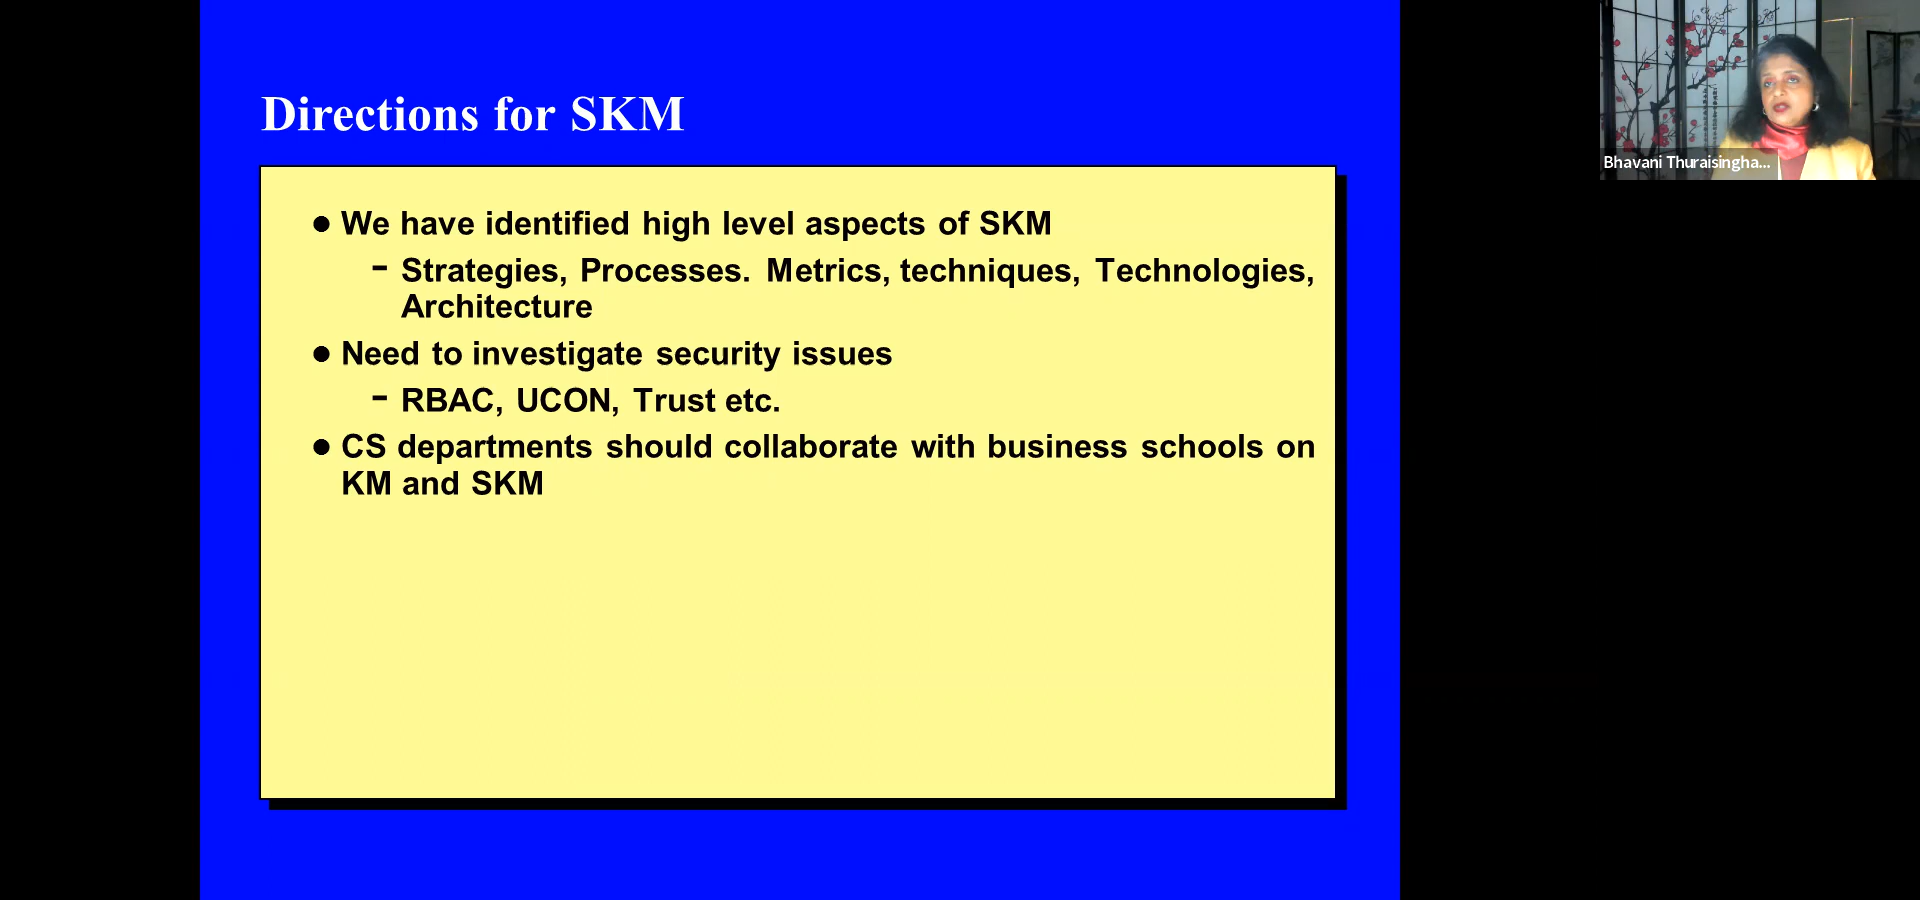 Directions for SKM
● We have identified high level aspects of SKM
- Strategies, Processes. Metrics, techniques, Technologies,
Architecture
● Need to investigate security issues
- RBAC, UCON, Trust etc.
● CS departments should collaborate with business schools on
KM and SKM
Bhavani Thuraisingha...